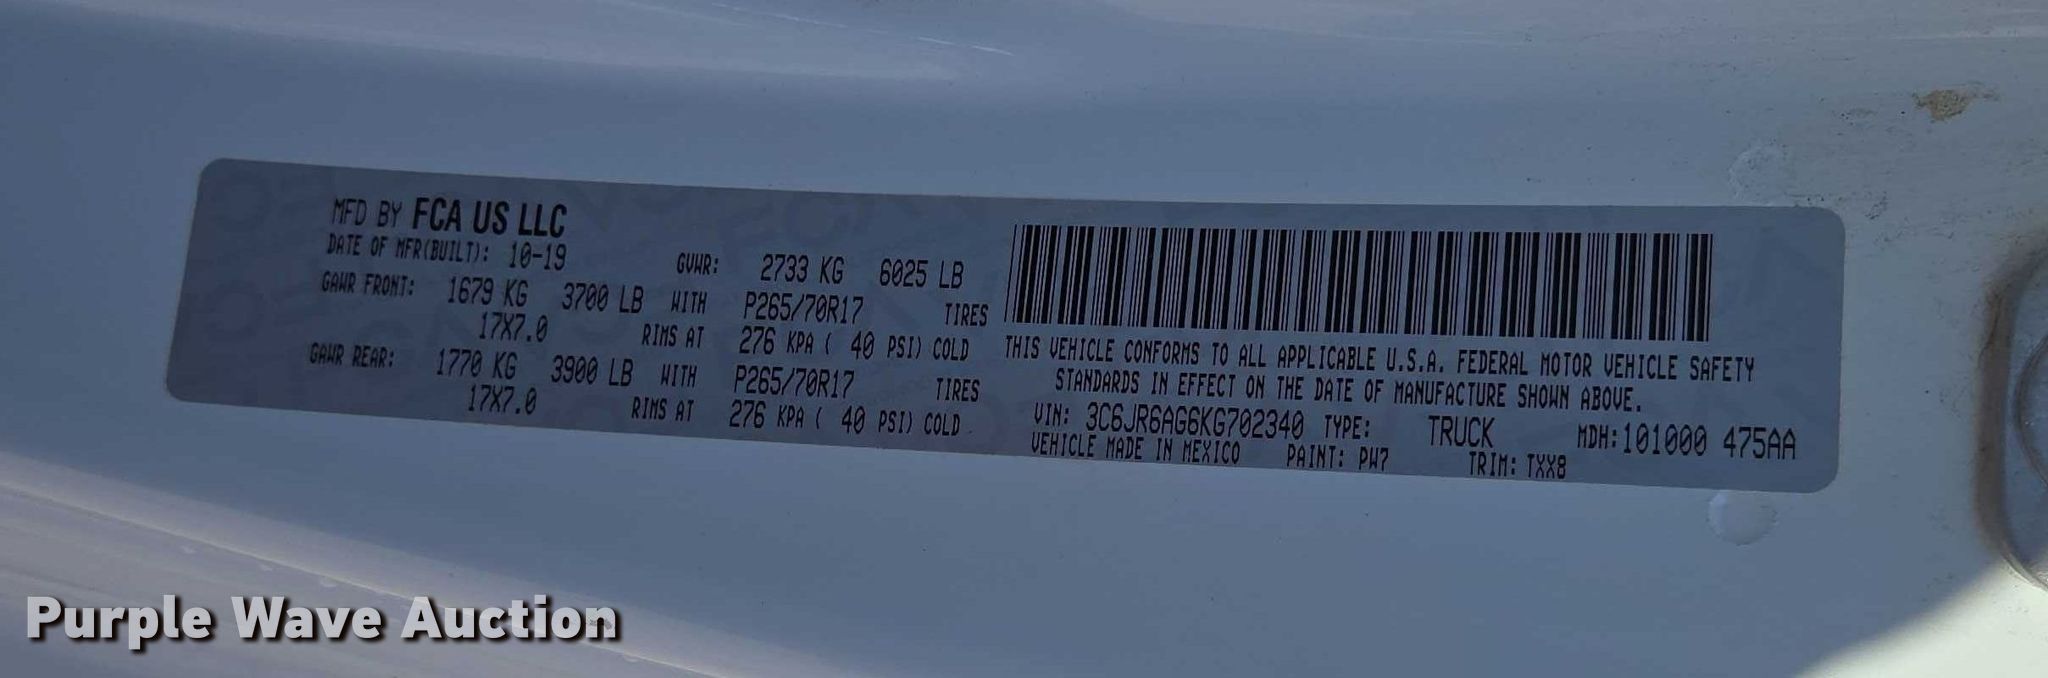 MFD BY FCA US LLC
DATE OF MFR(BUILT): 10-19 GVWR: 2733 KG 6025 LB
GAWR FRONT: 1679 KG 3700 LB WITH P265/70R17 TIRES
17X7.0 RIMS AT 276 KPA ( 40 PSI) COLD
GAWR REAR: 1770 KG 3900 LB WITH P265/70R17 TIRES
17X7.0 RIMS AT 276 KPA ( 40 PSI) COLD
THIS VEHICLE CONFORMS TO ALL APPLICABLE U.S.A. FEDERAL MOTOR VEHICLE SAFETY
STANDARDS IN EFFECT ON THE DATE OF MANUFACTURE SHOWN ABOVE.
VIN: 3C6JR6AG6KG702340 TYPE: TRUCK MDH:101000 475AA
VEHICLE MADE IN MEXICO PAINT: PW7 TRIM: TXX8
Purple Wave Auction